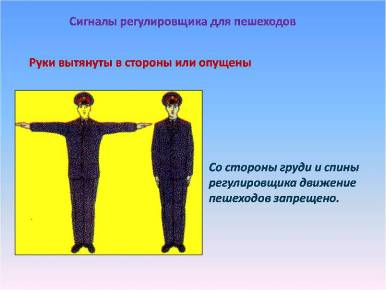 Сигналы регулировщика для пешеходов
Руки вытянуты в стороны или опущены
Со стороны груди и спины
регулировщика движение
пешеходов запрещено.